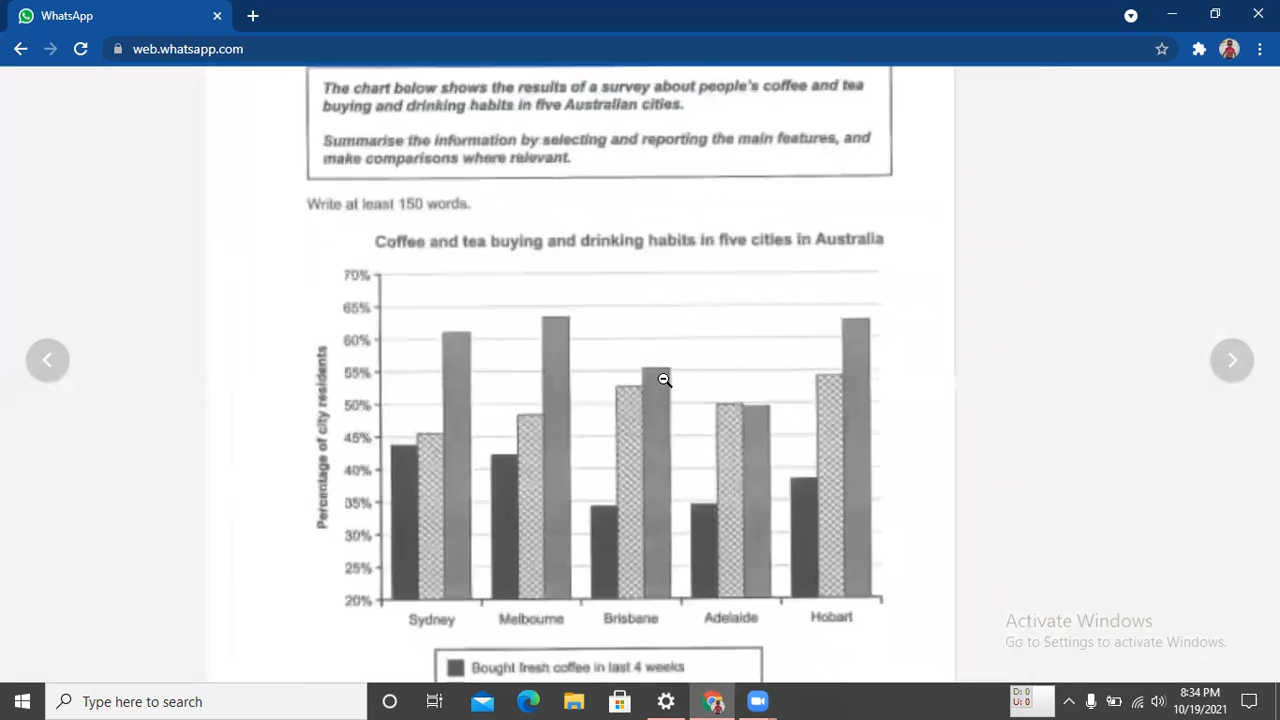 WhatsApp
web.whatsapp.com
The chart below shows the results of a survey about people's coffee and tea
buying and drinking habits in five Australian cities.
Summarise the information by selecting and reporting the main features, and
make comparisons where relevant.
Write at least 150 words.
Coffee and tea buying and drinking habits in five cities in Australia
70%
65%
60%
55%
50%
45%
40%
35%
30%
25%
20%
Percentage of city residents
Sydney Melbourne Brisbane Adelaide Hobart
Bought fresh coffee in last 4 weeks
Activate Windows
Go to Settings to activate Windows.
Type here to search
D: 0
U: 0
8:34 PM
10/19/2021